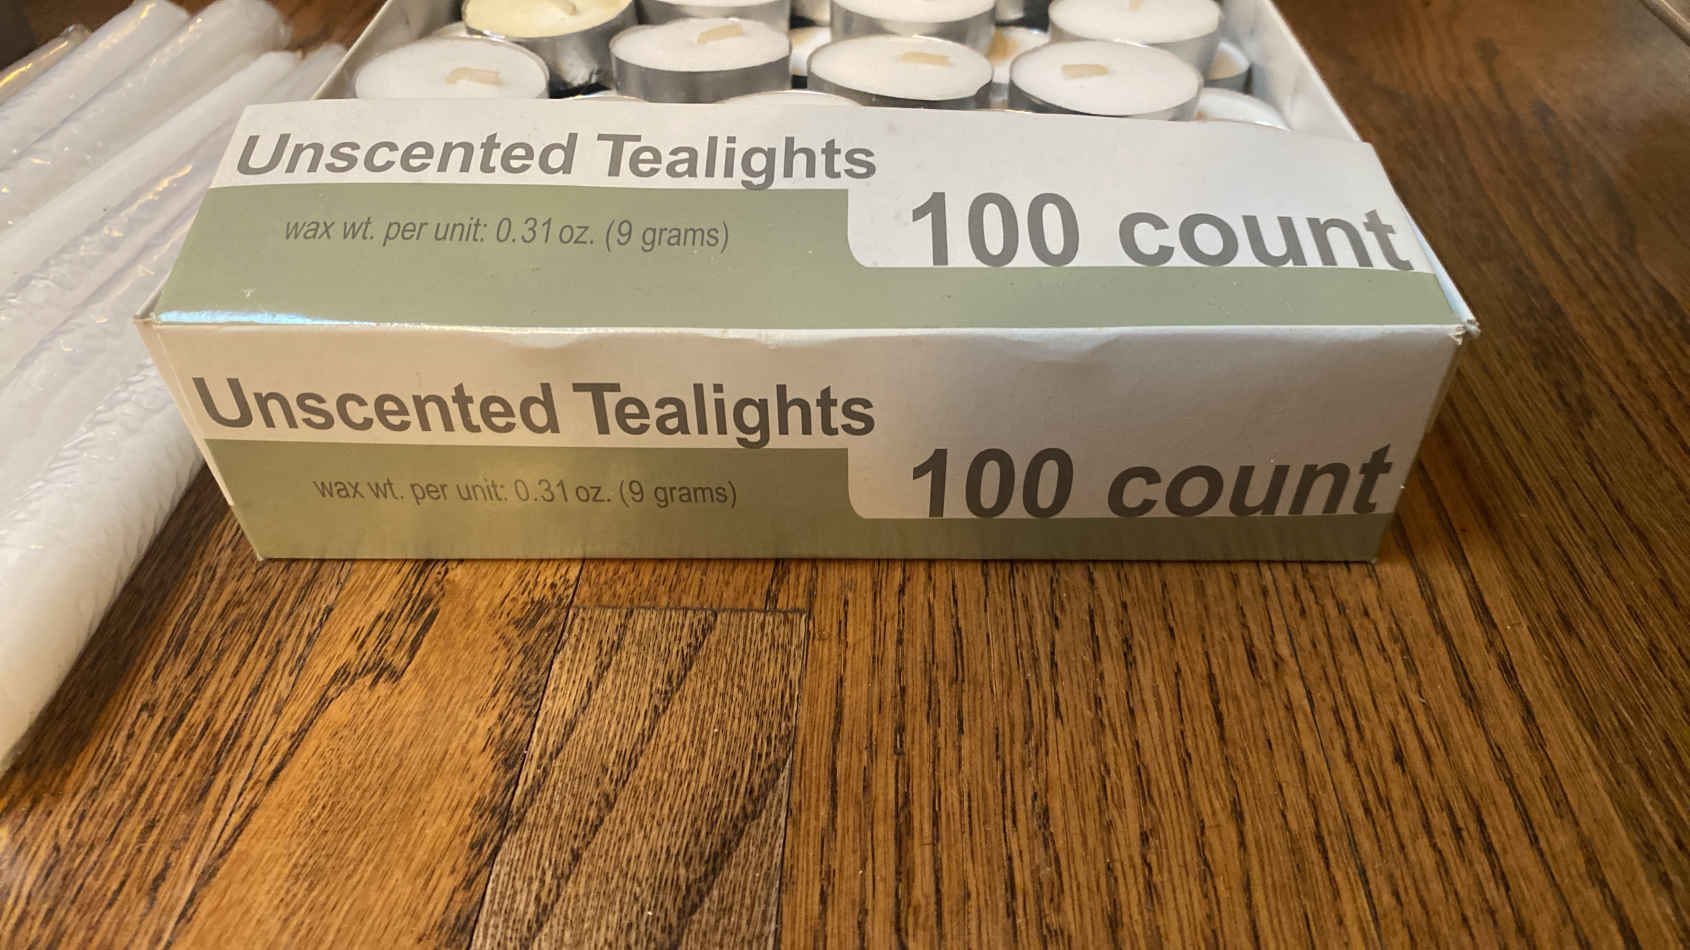 Unscented Tealights
wax wt. per unit: 0.31 oz. (9 grams)
100 count
Unscented Tealights
wax wt. per unit: 0.31 oz. (9 grams)
100 count